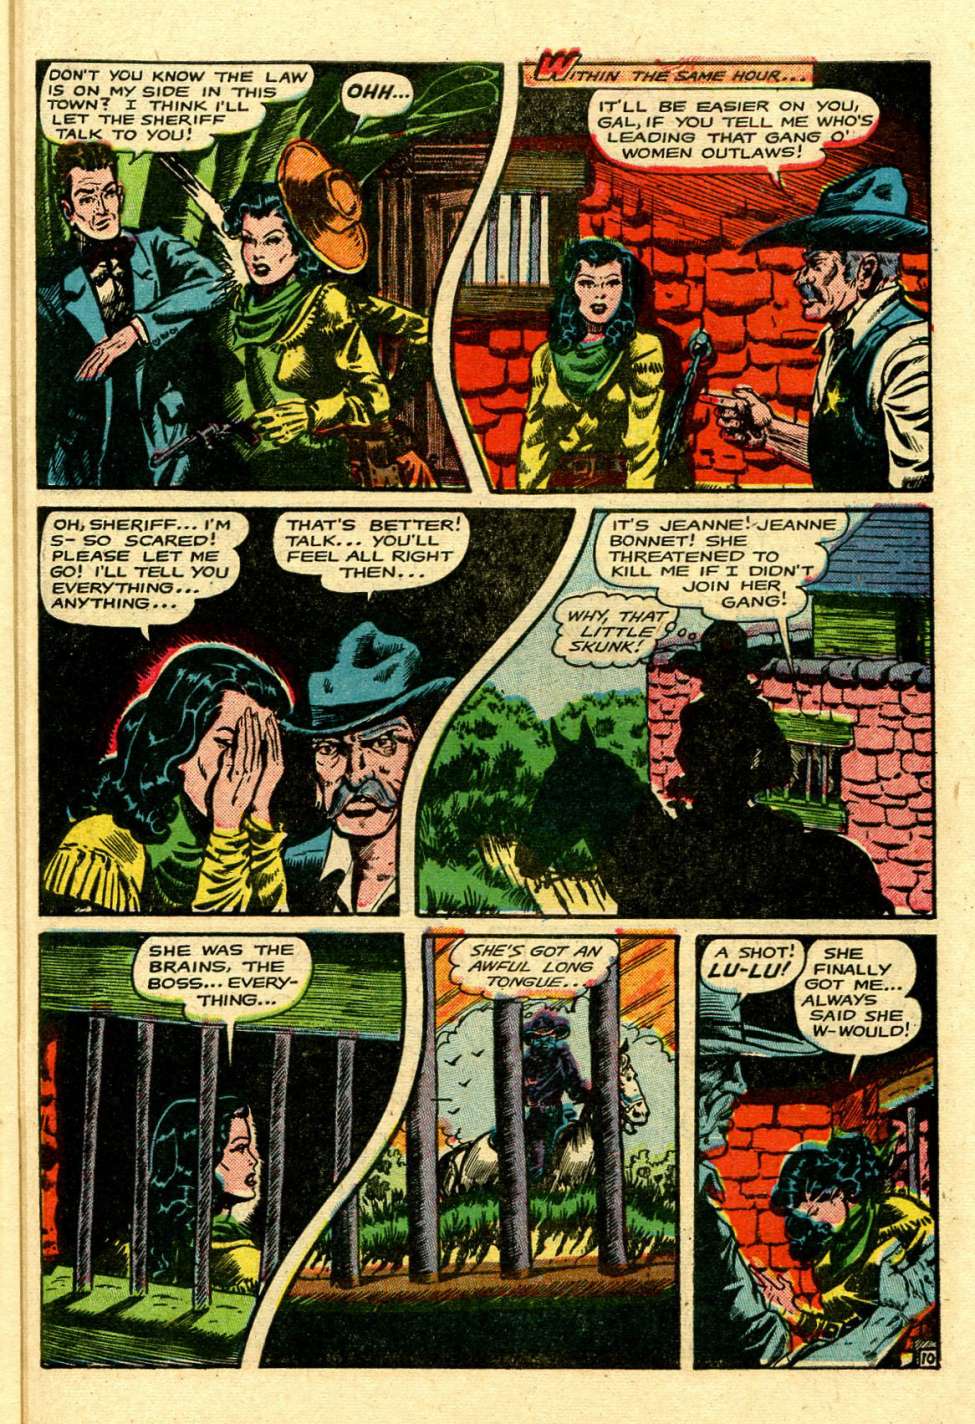 DON'T YOU KNOW THE LAW
IS ON MY SIDE IN THIS
TOWN? I THINK I'LL
LET THE SHERIFF
TALK TO YOU!
OHH...
WITHIN THE SAME HOUR...
IT'LL BE EASIER ON YOU,
GAL, IF YOU TELL ME WHO'S
LEADING THAT GANG O'
WOMEN OUTLAWS!
OH, SHERIFF... I'M
S-SO SCARED!
PLEASE LET ME
GO! I'LL TELL YOU
EVERYTHING...
ANYTHING...
THAT'S BETTER!
TALK... YOU'LL
FEEL ALL RIGHT
THEN...
IT'S JEANNE! JEANNE
BONNET! SHE
THREATENED TO
KILL ME IF I DIDN'T
JOIN HER
GANG!
WHY, THAT
LITTLE
SKUNK!
SHE WAS THE
BRAINS, THE
BOSS... EVERY-
THING...
SHE'S GOT AN
AWFUL LONG
TONGUE...
A SHOT!
LU-LU!
SHE
FINALLY
GOT ME...
ALWAYS
SAID SHE
W-WOULD!
10